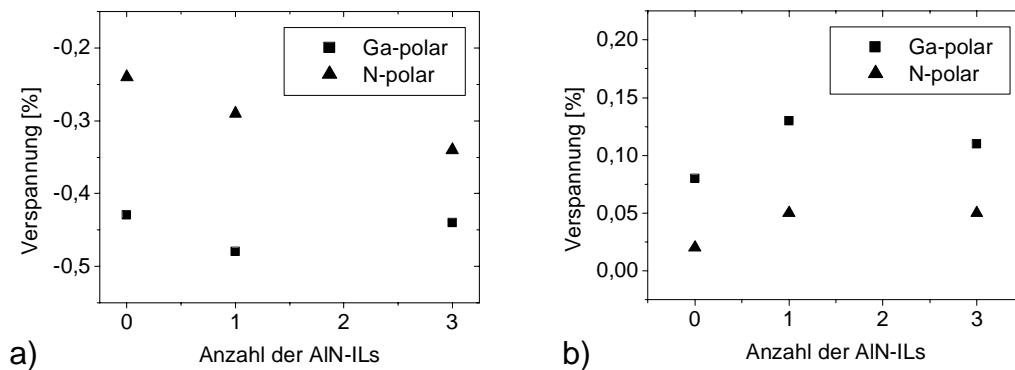 -0,2
-0,3
-0,4
-0,5
Verspannung [%]
Ga-polar
N-polar
0 1 2 3
Anzahl der AlN-ILs
a)
0,20
0,15
0,10
0,05
0,00
Verspannung [%]
Ga-polar
N-polar
0 1 2 3
Anzahl der AlN-ILs
b)